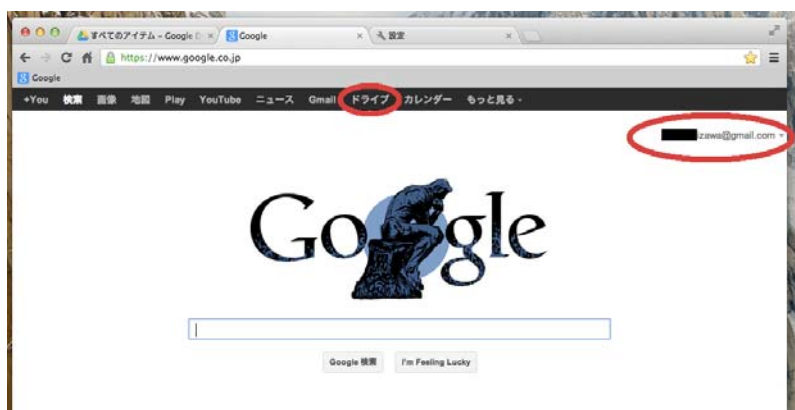 すべてのアイテム - Google D
Google
設定
https://www.google.co.jp
Google
+You 検索 画像 地図 Play YouTube ニュース Gmail ドライブ カレンダー もっと見る
izawa@gmail.com
Google
Google 検索
I'm Feeling Lucky